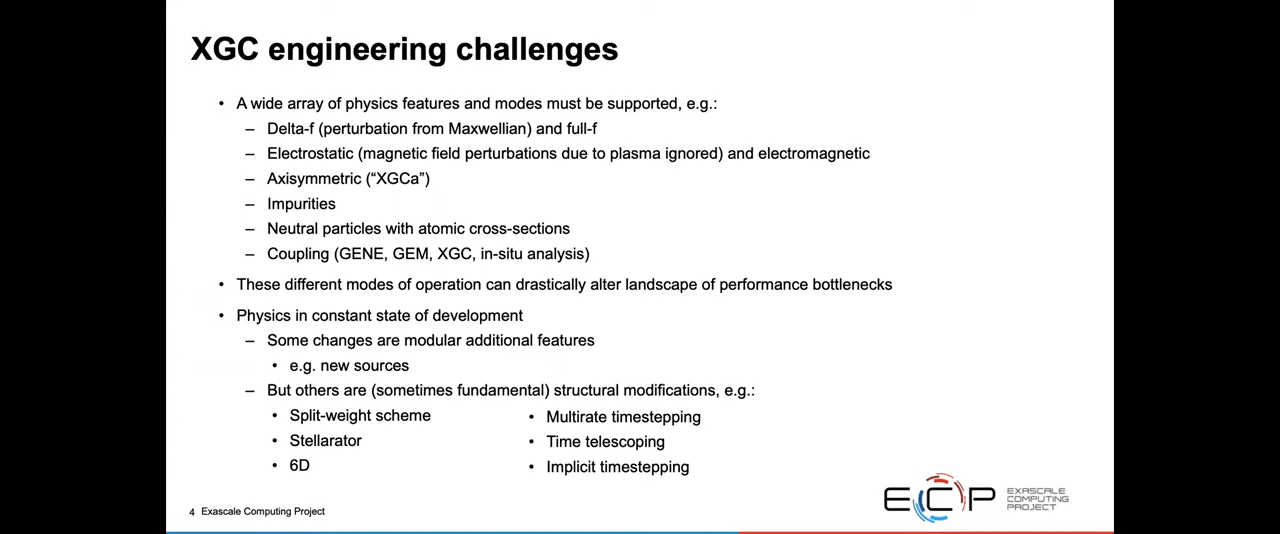 XGC engineering challenges
• A wide array of physics features and modes must be supported, e.g.:
– Delta-f (perturbation from Maxwellian) and full-f
– Electrostatic (magnetic field perturbations due to plasma ignored) and electromagnetic
– Axisymmetric (“XGCa”)
– Impurities
– Neutral particles with atomic cross-sections
– Coupling (GENE, GEM, XGC, in-situ analysis)
• These different modes of operation can drastically alter landscape of performance bottlenecks
• Physics in constant state of development
– Some changes are modular additional features
• e.g. new sources
– But others are (sometimes fundamental) structural modifications, e.g.:
• Split-weight scheme
• Stellarator
• 6D
• Multirate timestepping
• Time telescoping
• Implicit timestepping
4 Exascale Computing Project
ECP
EXASCALE
COMPUTING
PROJECT